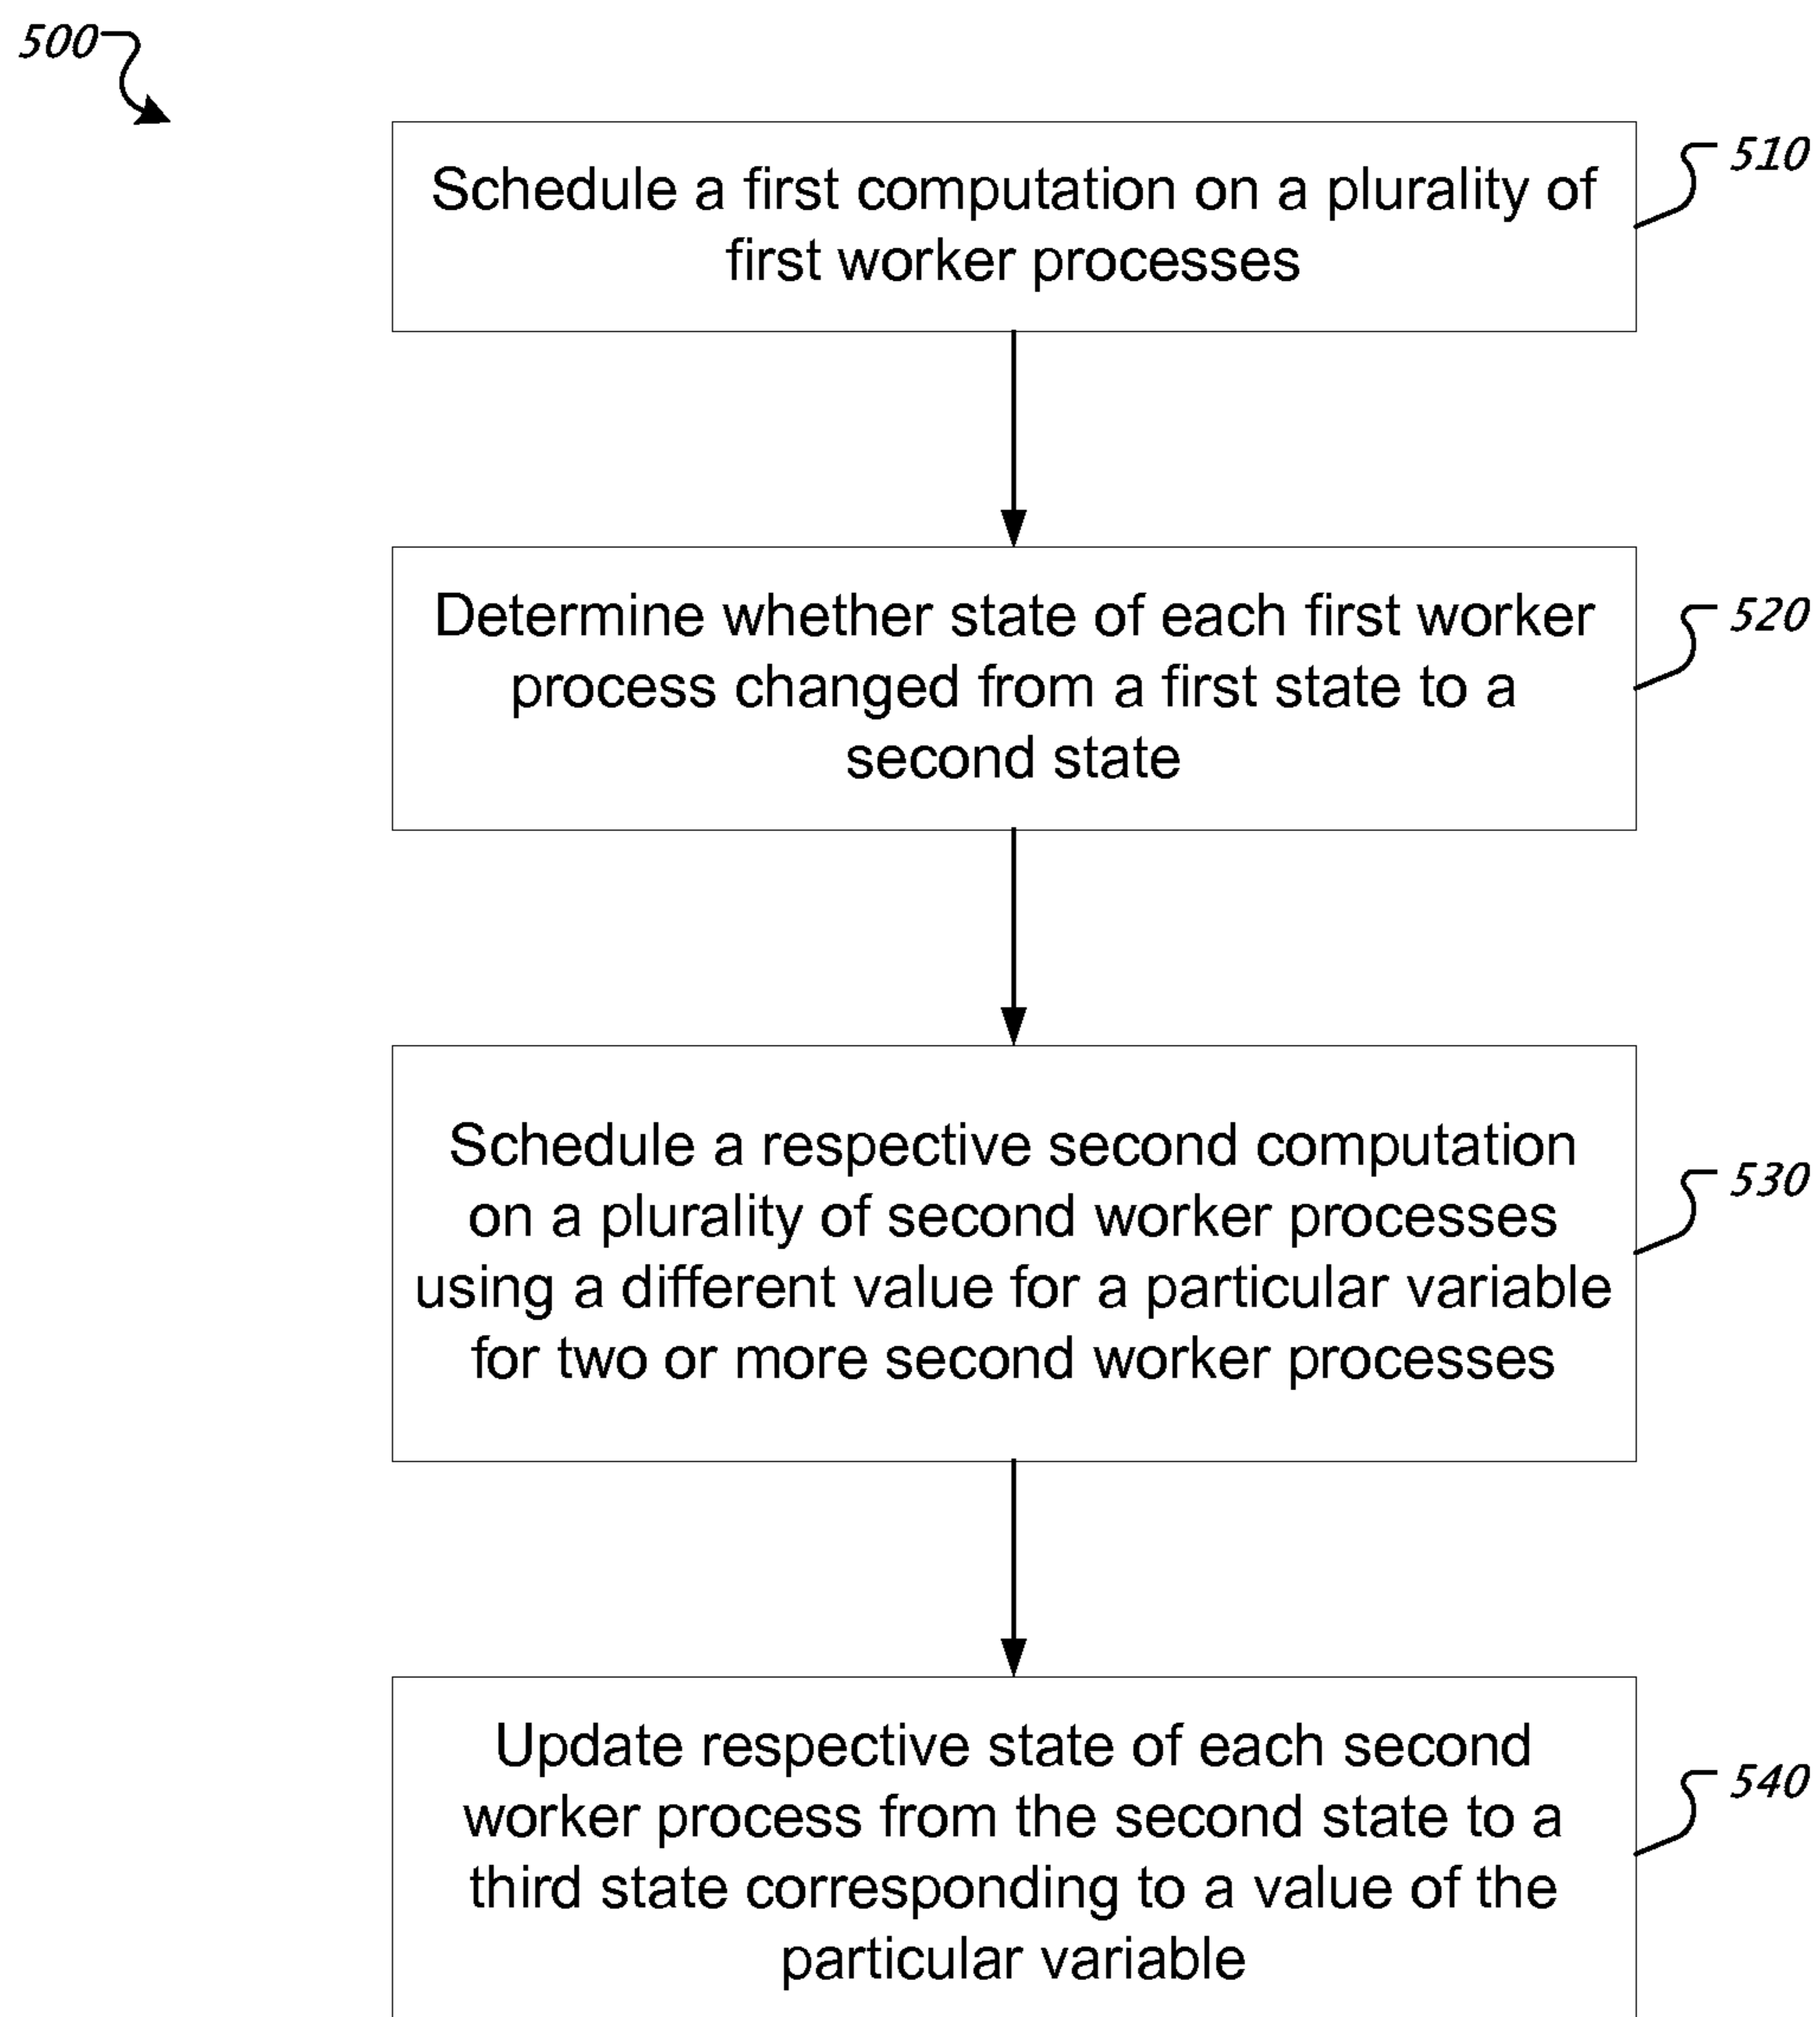 500
Schedule a first computation on a plurality of
first worker processes
510
Determine whether state of each first worker
process changed from a first state to a
second state
520
Schedule a respective second computation
on a plurality of second worker processes
using a different value for a particular variable
for two or more second worker processes
530
Update respective state of each second
worker process from the second state to a
third state corresponding to a value of the
particular variable
540